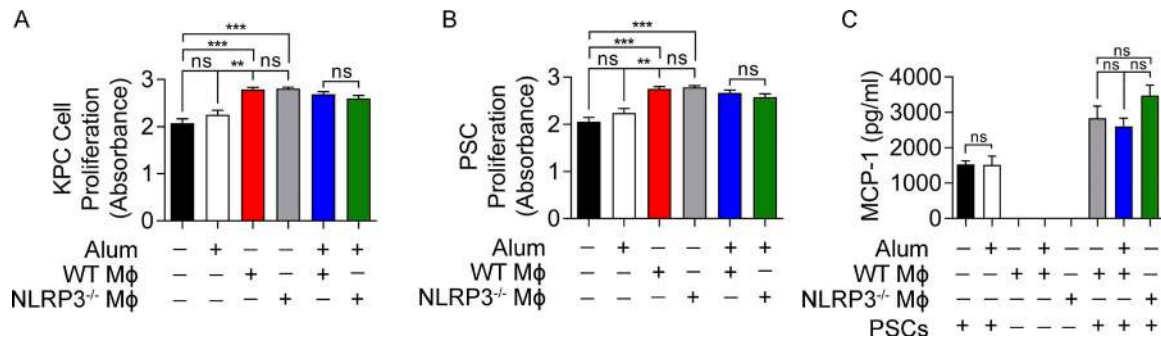 A
KPC Cell
Proliferation
(Absorbance)
3
2
1
0
***
***
ns
**
ns
ns
Alum – + – – + +
WT Mϕ – – + – + –
NLRP3-/- Mϕ – – – + – +
B
PSC
Proliferation
(Absorbance)
3
2
1
0
***
***
ns
**
ns
ns
Alum – + – – + +
WT Mϕ – – + – + –
NLRP3-/- Mϕ – – – + – +
C
MCP-1 (pg/ml)
4000
3000
2000
1000
0
ns
ns
ns ns
Alum – + – + – – + –
WT Mϕ – – + + – + + –
NLRP3-/- Mϕ – – – – + – – +
PSCs + + – – – + + +